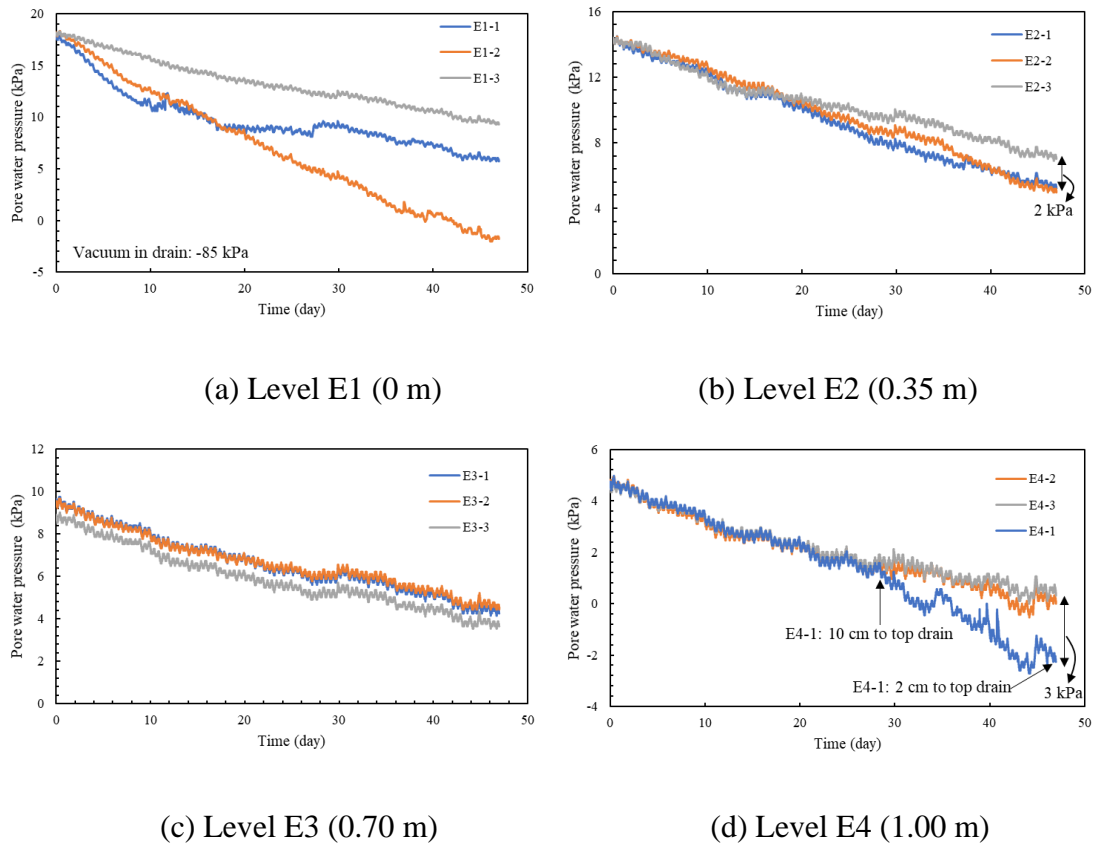 20
15
10
5
0
-5
0 10 20 30 40 50
Pore water pressure (kPa)
Time (day)
E1-1
E1-2
E1-3
Vacuum in drain: -85 kPa
(a) Level E1 (0 m)
16
12
8
4
0
0 10 20 30 40 50
Pore water pressure (kPa)
Time (day)
E2-1
E2-2
E2-3
2 kPa
(b) Level E2 (0.35 m)
12
10
8
6
4
2
0
0 10 20 30 40 50
Pore water pressure (kPa)
Time (day)
E3-1
E3-2
E3-3
(c) Level E3 (0.70 m)
6
4
2
0
-2
-4
0 10 20 30 40 50
Pore water pressure (kPa)
Time (day)
E4-2
E4-3
E4-1
E4-1: 10 cm to top drain
E4-1: 2 cm to top drain
3 kPa
(d) Level E4 (1.00 m)